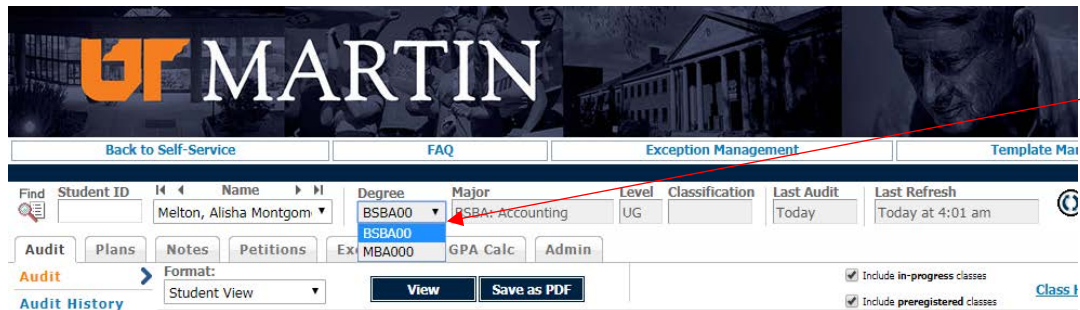 UT MARTIN
Back to Self-Service FAQ Exception Management Template Mar
Find Student ID Name Degree Major Level Classification Last Audit Last Refresh
Melton, Alisha Montgom BSBA00 BSBA: Accounting UG Today Today at 4:01 am
BSBA00
MBA000
Audit Plans Notes Petitions Ex GPA Calc Admin
Audit Format: Include in-progress classes
Student View View Save as PDF Class H
Audit History Include preregistered classes